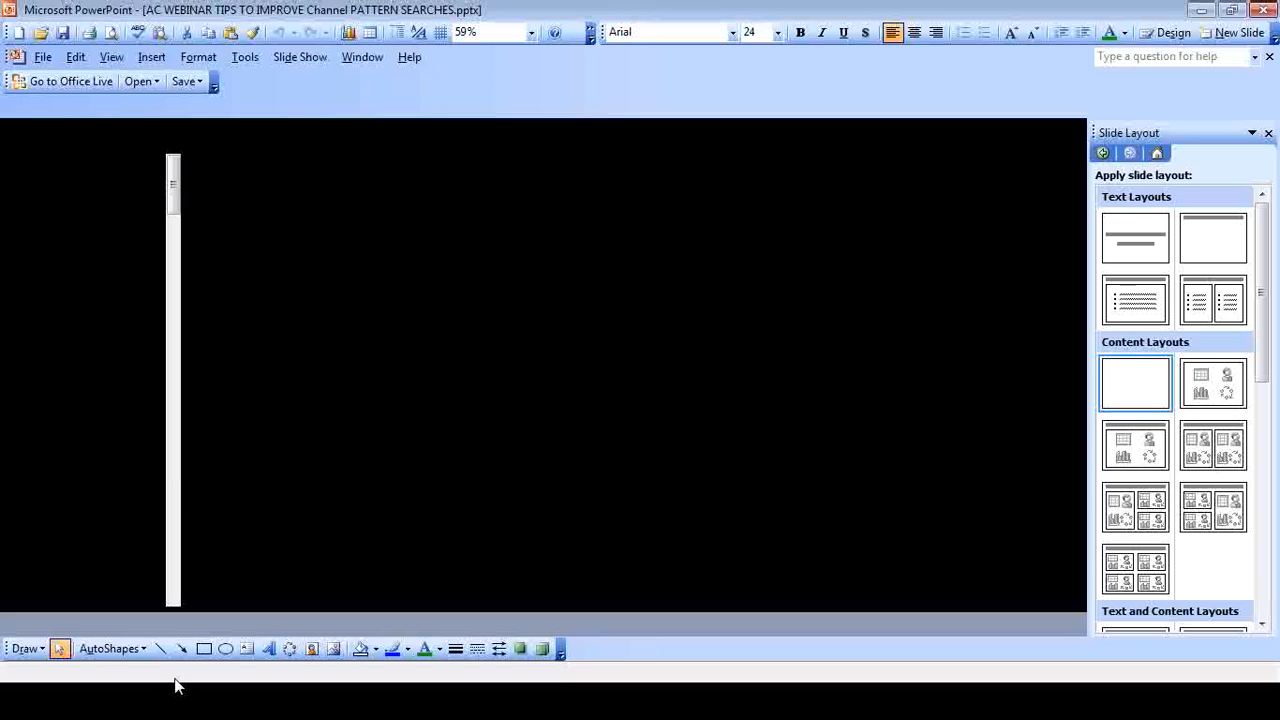 Microsoft PowerPoint - [AC WEBINAR TIPS TO IMPROVE Channel PATTERN SEARCHES.pptx]
59%
Arial
24
B I U S
A
Design
New Slide
File Edit View Insert Format Tools Slide Show Window Help
Type a question for help
Go to Office Live Open Save
Slide Layout
Apply slide layout:
Text Layouts
Content Layouts
Text and Content Layouts
Draw AutoShapes A